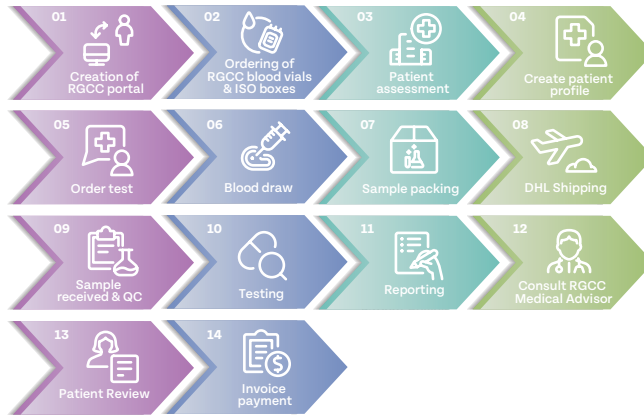 01
Creation of
RGCC portal
02
Ordering of
RGCC blood vials
& ISO boxes
03
Patient
assessment
04
Create patient
profile
05
Order test
06
Blood draw
07
Sample packing
08
DHL Shipping
09
Sample
received & QC
10
Testing
11
Reporting
12
Consult RGCC
Medical Advisor
13
Patient Review
14
Invoice
payment